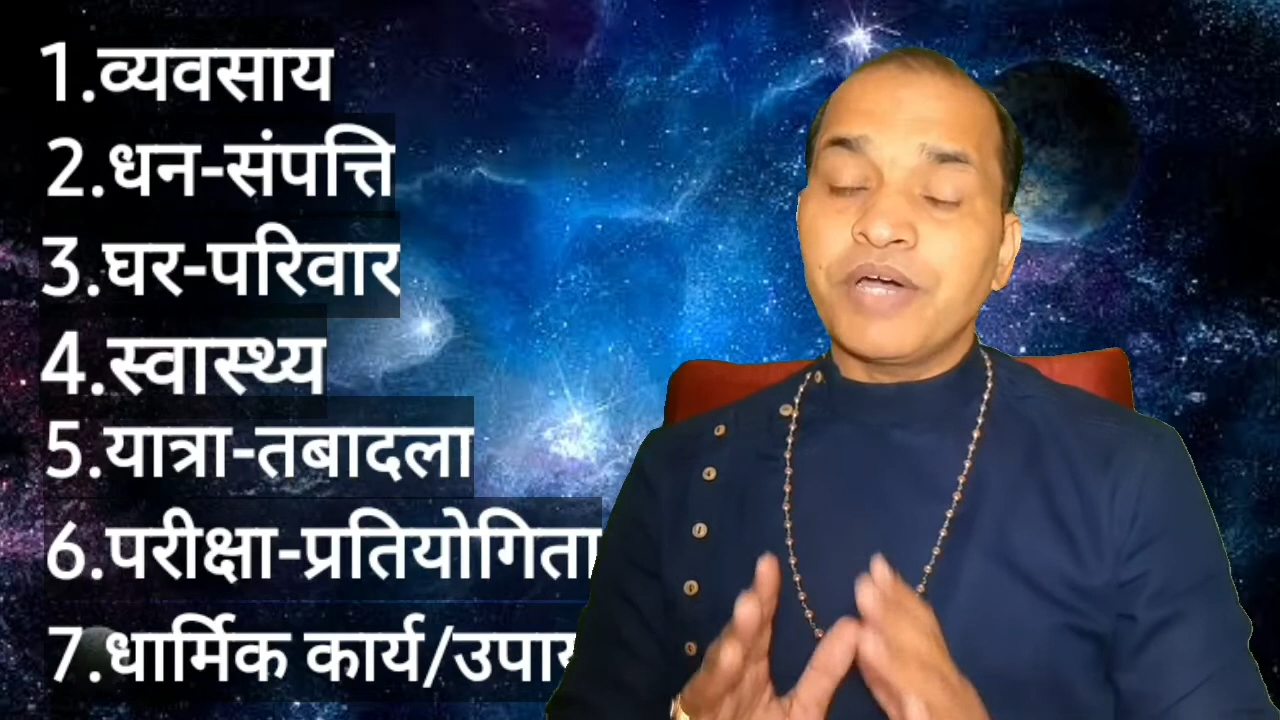 1.व्यवसाय
2.धन-संपत्ति
3.घर-परिवार
4.स्वास्थ्य
5.यात्रा-तबादला
6.परीक्षा-प्रतियोगिता
7.धार्मिक कार्य/